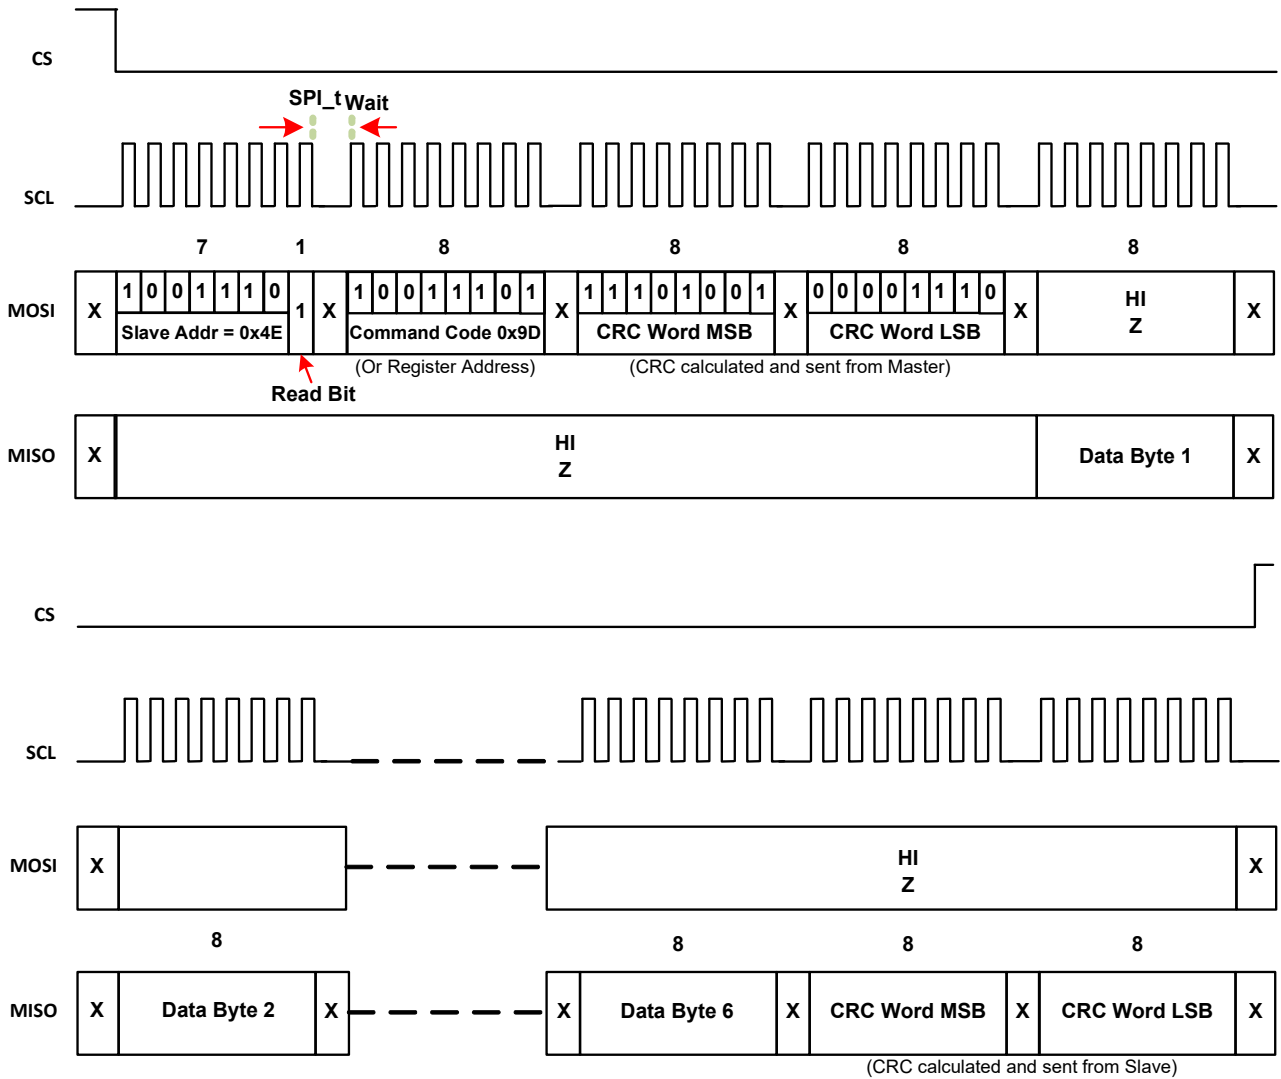 CS
SPI_t Wait
SCL
7 1 8 8 8 8
MOSI X 1 0 0 1 1 1 0 1 X 1 0 0 1 1 1 0 1 X 1 1 1 0 1 0 0 1 X 0 0 0 0 1 1 1 0 X HI Z X
Slave Addr = 0x4E Command Code 0x9D CRC Word MSB CRC Word LSB
(Or Register Address) (CRC calculated and sent from Master)
Read Bit
MISO X HI Z Data Byte 1 X
CS
SCL
MOSI X HI Z X
8 8 8 8
MISO X Data Byte 2 X X Data Byte 6 X CRC Word MSB X CRC Word LSB X
(CRC calculated and sent from Slave)